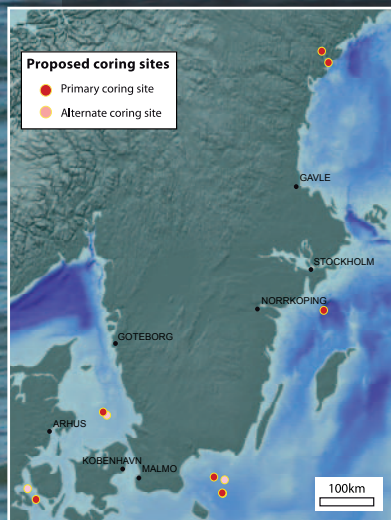 Proposed coring sites
Primary coring site
Alternate coring site
GAVLE
STOCKHOLM
NORRKOPING
GOTEBORG
ARHUS
KOBENHAVN
MALMO
100km